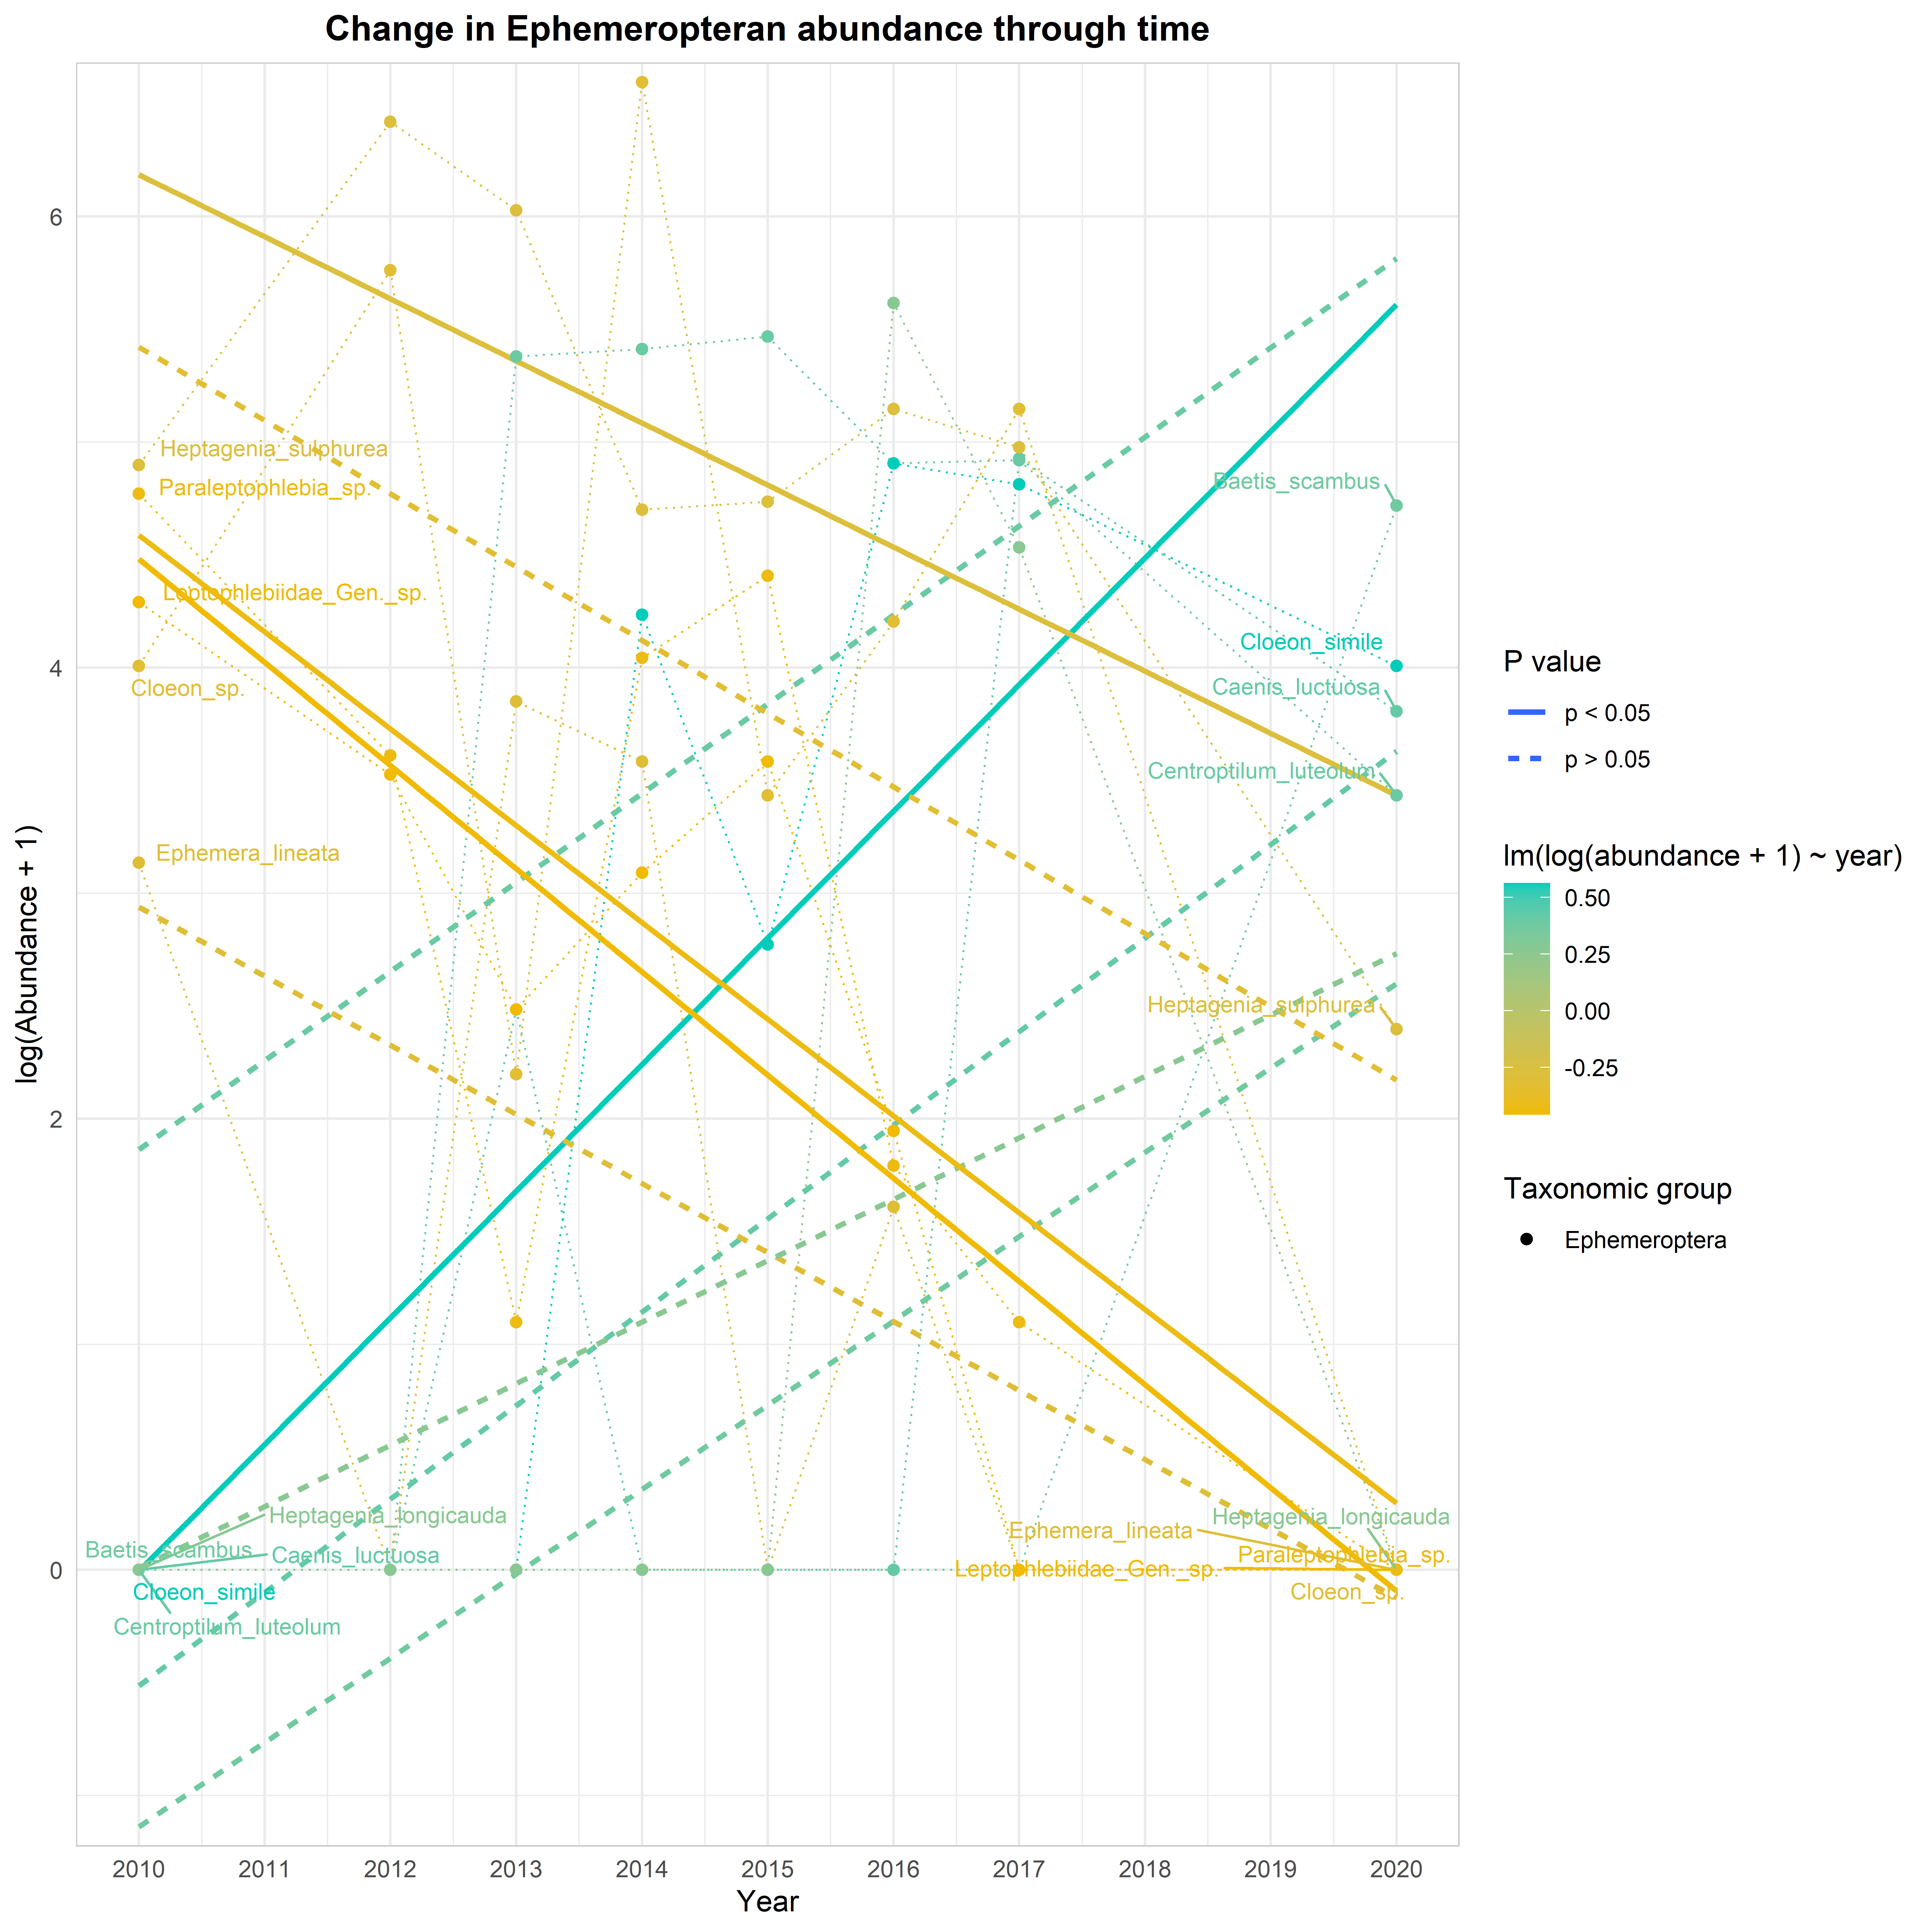 Change in Ephemeropteran abundance through time
log(Abundance + 1)
6
4
2
0
Heptagenia_sulphurea
Paraleptophlebia_sp.
Leptophlebiidae_Gen._sp.
Cloeon_sp.
Ephemera_lineata
Heptagenia_longicauda
Baetis_scambus
Caenis_luctuosa
Cloeon_simile
Centroptilum_luteolum
Baetis_scambus
Cloeon_simile
Caenis_luctuosa
Centroptilum_luteolum
Heptagenia_sulphurea
Heptagenia_longicauda
Ephemera_lineata
Paraleptophlebia_sp.
Leptophlebiidae_Gen._sp.
Cloeon_sp.
2010 2011 2012 2013 2014 2015 2016 2017 2018 2019 2020
Year
P value
p < 0.05
p > 0.05
lm(log(abundance + 1) ~ year)
0.50
0.25
0.00
-0.25
Taxonomic group
Ephemeroptera